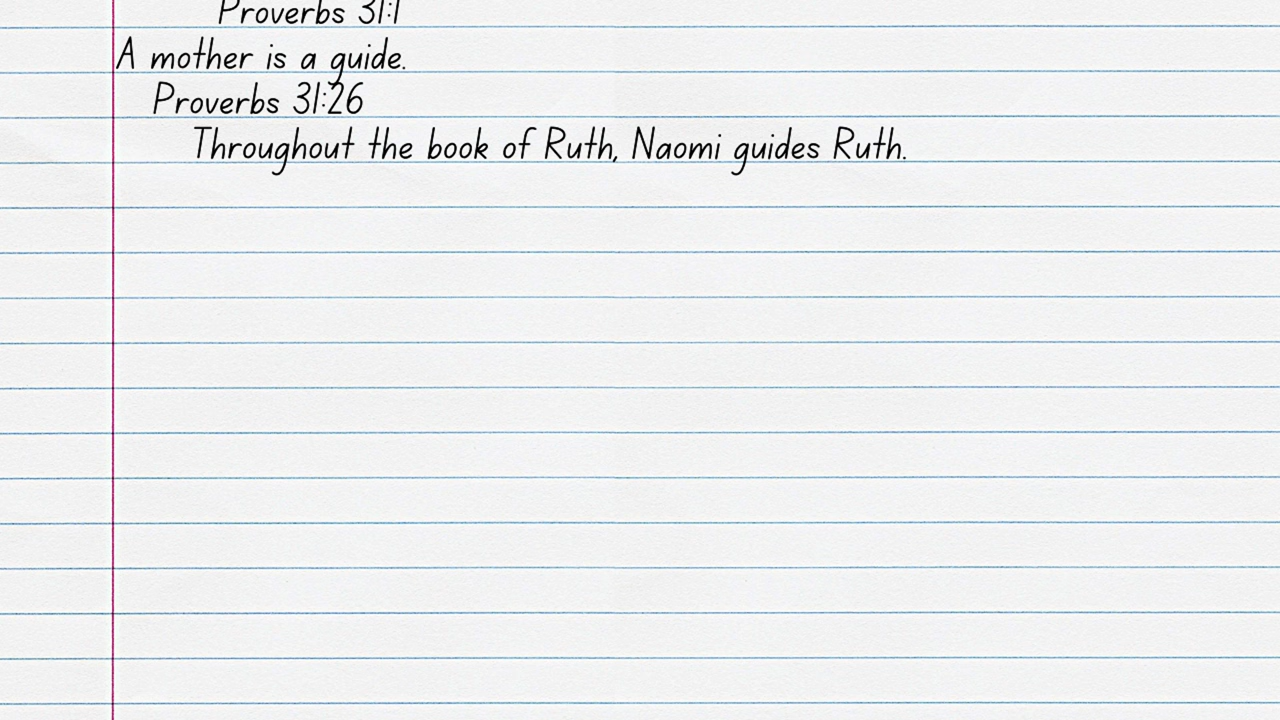 Proverbs 31:1
A mother is a guide.
Proverbs 31:26
Throughout the book of Ruth, Naomi guides Ruth.